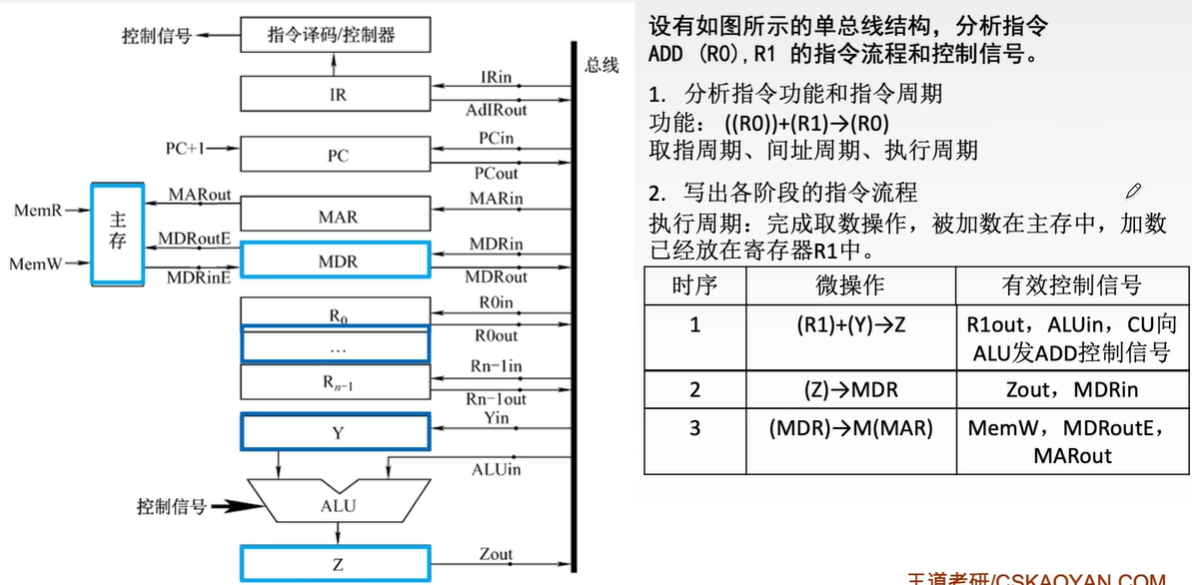 控制信号
指令译码/控制器
IR
IRin
AdIRout
总线
PC+1
PC
PCin
PCout
MemR
MemW
主存
MARout
MAR
MARin
MDRoutE
MDRinE
MDR
MDRin
MDRout
R0
R0in
R0out
…
Rn-1
Rn-1in
Rn-1out
Y
Yin
ALUin
控制信号
ALU
Z
Zout
设有如图所示的单总线结构，分析指令
ADD (R0),R1 的指令流程和控制信号。
1. 分析指令功能和指令周期
功能： ((R0))+(R1)→(R0)
取指周期、间址周期、执行周期
2. 写出各阶段的指令流程
执行周期：完成取数操作，被加数在主存中，加数
已经放在寄存器R1中。
时序 微操作 有效控制信号
1 (R1)+(Y)→Z R1out，ALUin，CU向
ALU发ADD控制信号
2 (Z)→MDR Zout，MDRin
3 (MDR)→M(MAR) MemW，MDRoutE，
MARout
王道考研/CSKAOYAN.COM